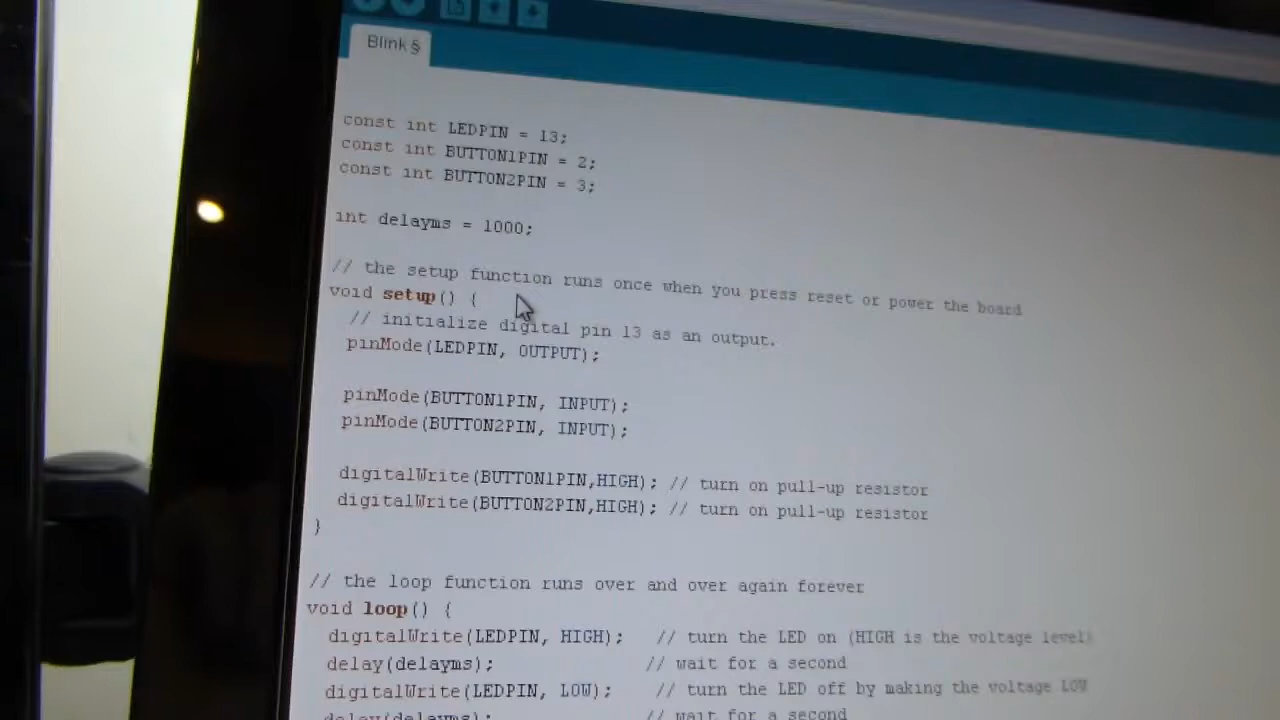 Blink §
const int LEDPIN = 13;
const int BUTTON1PIN = 2;
const int BUTTON2PIN = 3;
int delayms = 1000;
// the setup function runs once when you press reset or power the board
void setup() {
// initialize digital pin 13 as an output.
pinMode(LEDPIN, OUTPUT);
pinMode(BUTTON1PIN, INPUT);
pinMode(BUTTON2PIN, INPUT);
digitalWrite(BUTTON1PIN,HIGH); // turn on pull-up resistor
digitalWrite(BUTTON2PIN,HIGH); // turn on pull-up resistor
}
// the loop function runs over and over again forever
void loop() {
digitalWrite(LEDPIN, HIGH); // turn the LED on (HIGH is the voltage level)
delay(delayms); // wait for a second
digitalWrite(LEDPIN, LOW); // turn the LED off by making the voltage LOW
delay(delayms); // wait for a second